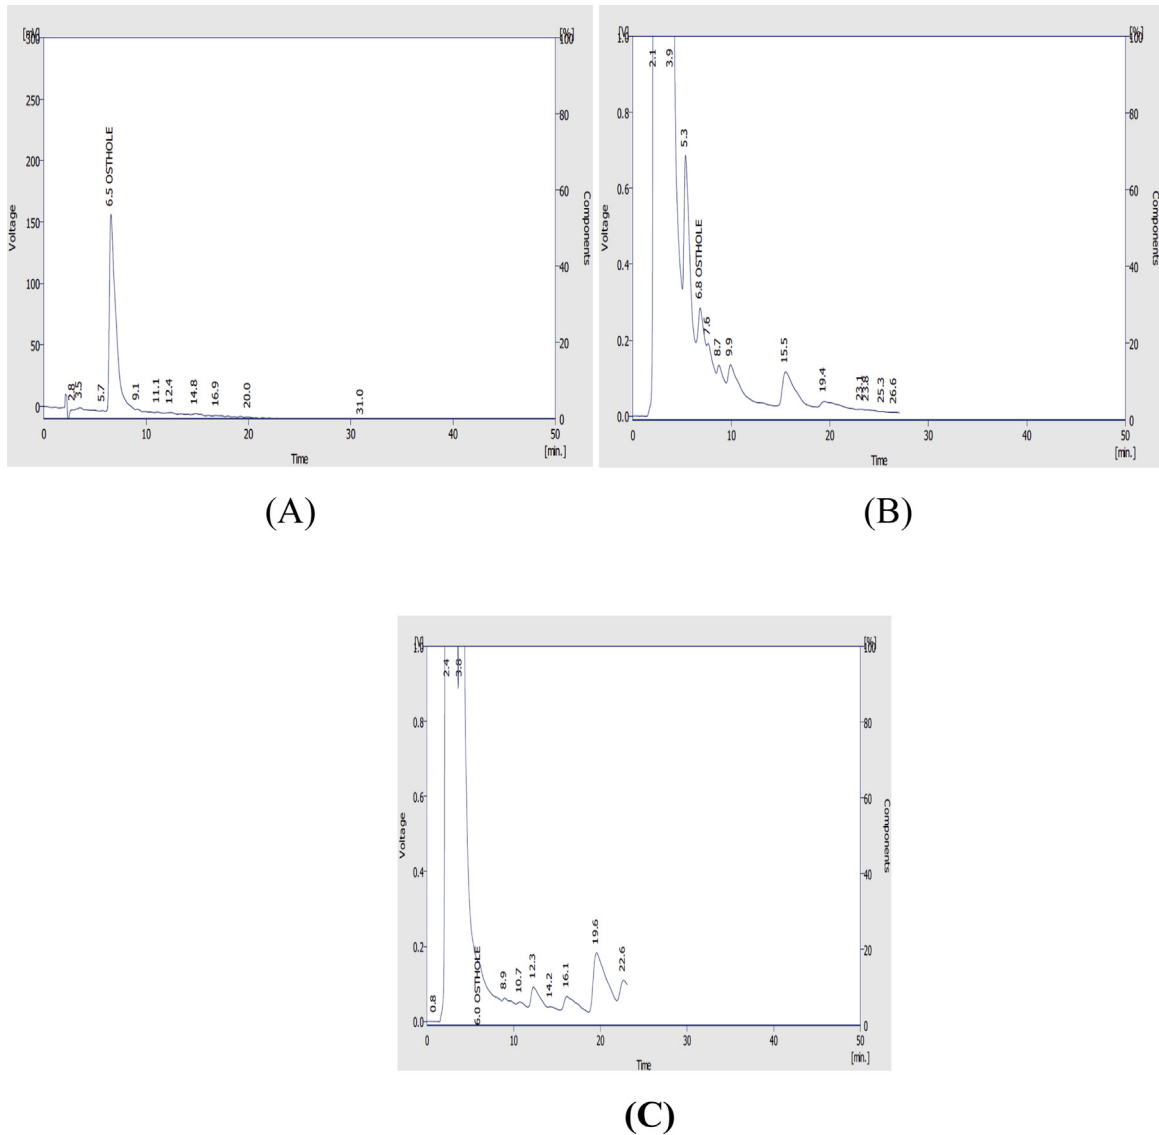 [mV] [%]
300 100
250
80
200
60
150
40
100
20
50
0
0
Voltage
Components
2.8
3.5
5.7
6.5 OSTHOLE
9.1
11.1
12.4
14.8
16.9
20.0
31.0
0 10 20 30 40 50
Time
[min.]
(A)
[V] [%]
1.0 100
0.8 80
0.6 60
0.4 40
0.2 20
0.0 0
Voltage
Components
2.1
3.9
5.3
6.8 OSTHOLE
7.6
8.7
9.9
15.5
19.4
23.1
23.8
25.3
26.6
0 10 20 30 40 50
Time
[min.]
(B)
[V] [%]
1.0 100
0.8 80
0.6 60
0.4 40
0.2 20
0.0 0
Voltage
Components
0.8
2.4
3.8
6.0 OSTHOLE
8.9
10.7
12.3
14.2
16.1
19.6
22.6
0 10 20 30 40 50
Time
[min.]
(C)